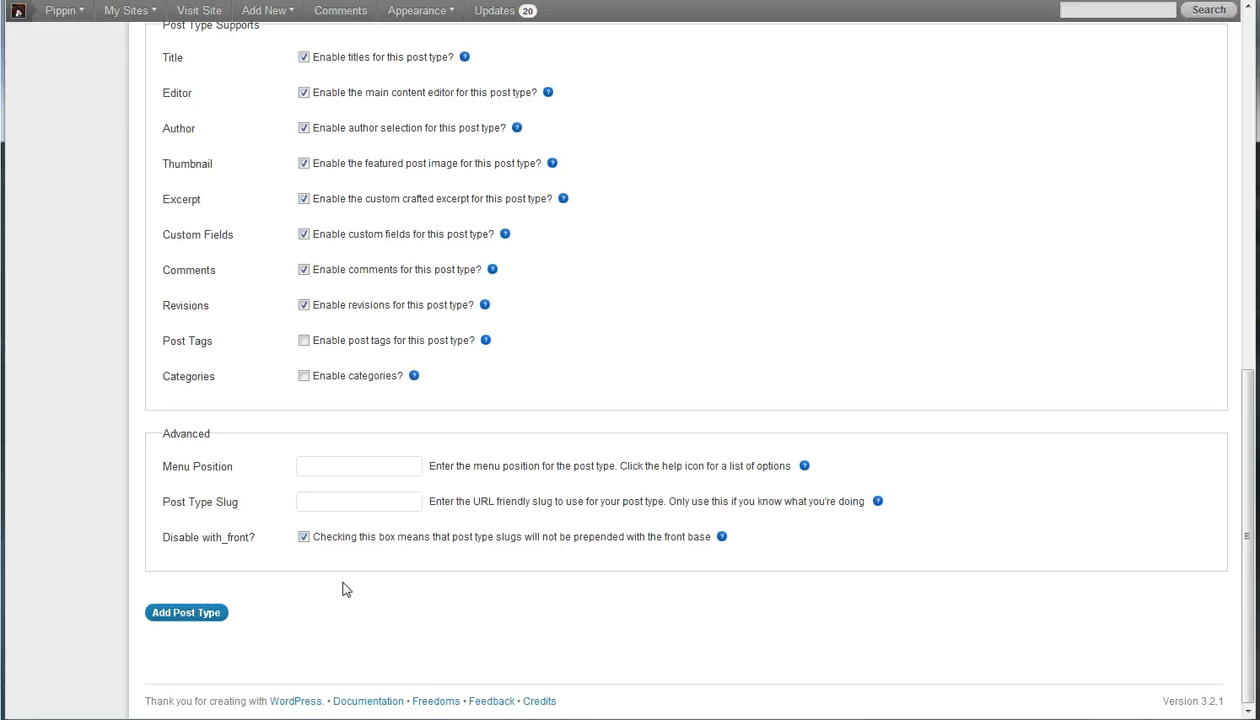 Pippin My Sites Visit Site Add New Comments Appearance Updates 20 Search
Post Type Supports
Title Enable titles for this post type? ?
Editor Enable the main content editor for this post type? ?
Author Enable author selection for this post type? ?
Thumbnail Enable the featured post image for this post type? ?
Excerpt Enable the custom crafted excerpt for this post type? ?
Custom Fields Enable custom fields for this post type? ?
Comments Enable comments for this post type? ?
Revisions Enable revisions for this post type? ?
Post Tags Enable post tags for this post type? ?
Categories Enable categories? ?
Advanced
Menu Position Enter the menu position for the post type. Click the help icon for a list of options ?
Post Type Slug Enter the URL friendly slug to use for your post type. Only use this if you know what you're doing ?
Disable with_front? Checking this box means that post type slugs will not be prepended with the front base ?
Add Post Type
Thank you for creating with WordPress. • Documentation • Freedoms • Feedback • Credits Version 3.2.1